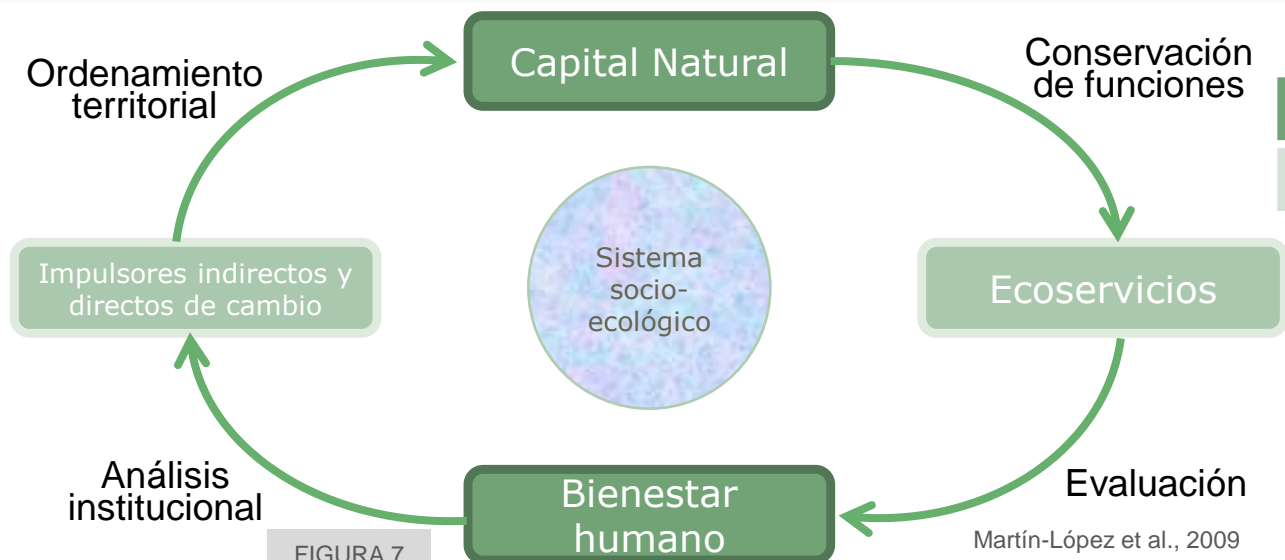 Capital Natural
Ordenamiento
territorial
Conservación
de funciones
Impulsores indirectos y
directos de cambio
Sistema
socio-
ecológico
Ecoservicios
Análisis
institucional
Bienestar
humano
Evaluación
FIGURA 7
Martín-López et al., 2009